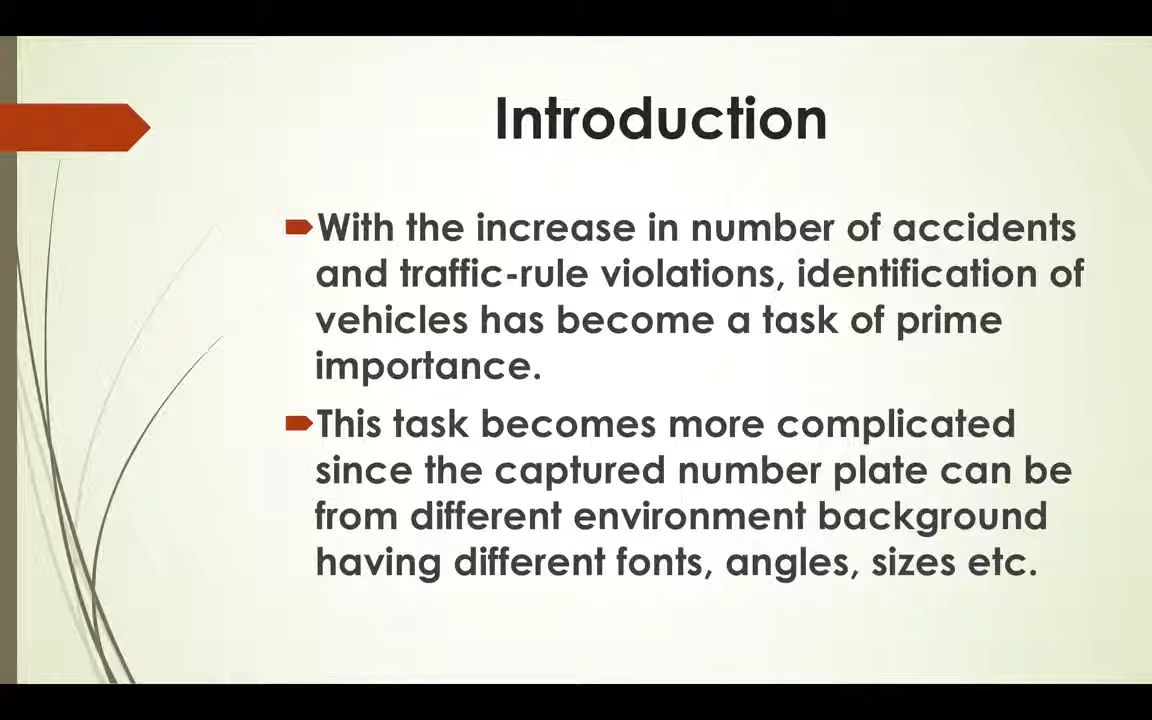 Introduction
With the increase in number of accidents
and traffic-rule violations, identification of
vehicles has become a task of prime
importance.
This task becomes more complicated
since the captured number plate can be
from different environment background
having different fonts, angles, sizes etc.